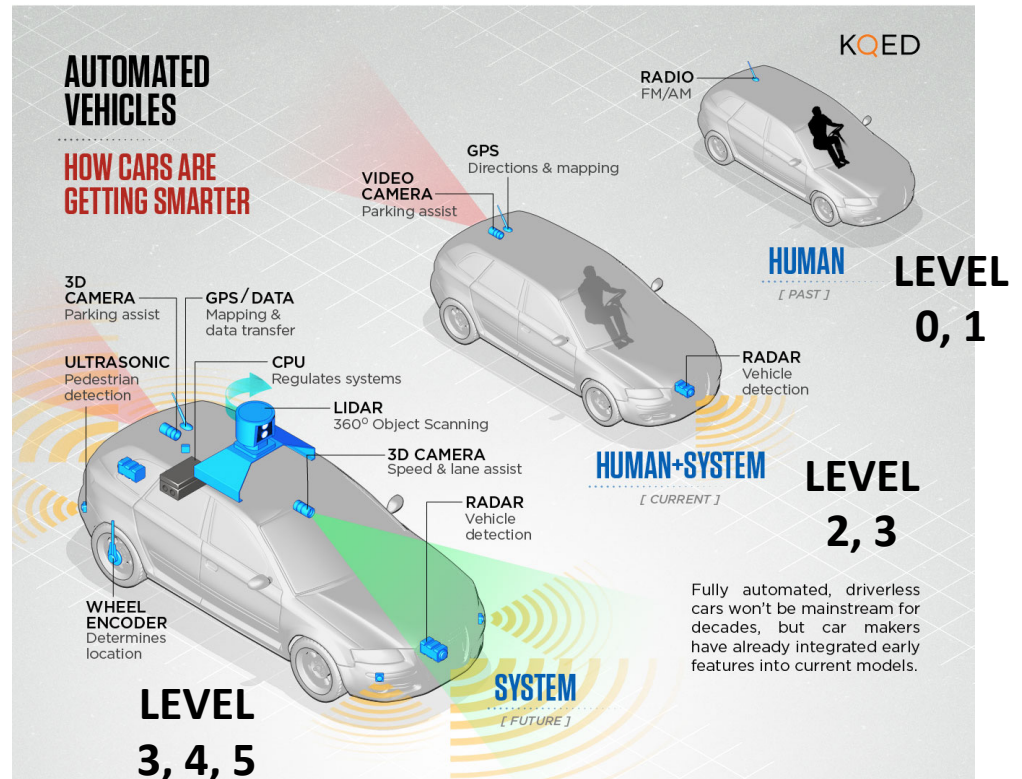 KQED
AUTOMATED
VEHICLES
HOW CARS ARE
GETTING SMARTER
RADIO
FM/AM
HUMAN
[ PAST ]
LEVEL
0, 1
GPS
Directions & mapping
VIDEO
CAMERA
Parking assist
RADAR
Vehicle
detection
HUMAN+SYSTEM
[ CURRENT ]
LEVEL
2, 3
3D
CAMERA
Parking assist
GPS/DATA
Mapping &
data transfer
ULTRASONIC
Pedestrian
detection
CPU
Regulates systems
LIDAR
360° Object Scanning
3D CAMERA
Speed & lane assist
RADAR
Vehicle
detection
WHEEL
ENCODER
Determines
location
SYSTEM
[ FUTURE ]
LEVEL
3, 4, 5
Fully automated, driverless
cars won't be mainstream for
decades, but car makers
have already integrated early
features into current models.